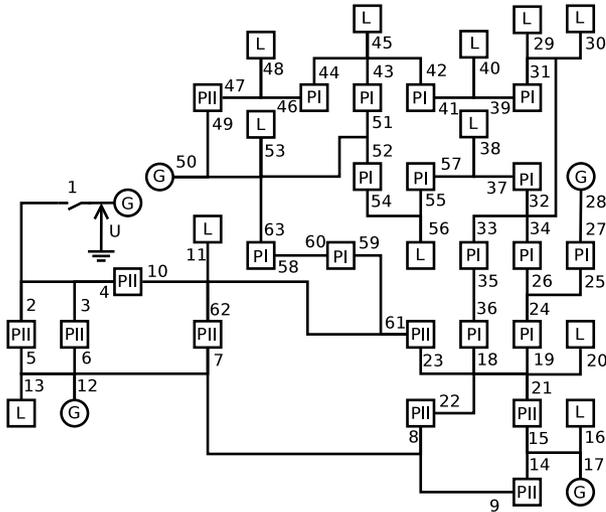 L L L
45 29 30
L L
48 44 43 42 40 31
47
PII PI PI PI PI
46 41 39
49 L 51 L
53 52 57 38
50
G PI PI PI G
37
1 54 55 32 28
G
U L 63 56 33 34 27
11 60 59
PI PI L PI PI PI
58
10
PII 35 26 25
4
2 3 62 36 24
61
PII PII PII PII PI PI L
5 6 7 23 18 19 20
13 12 21
22
L G PII PII L
8 15 16
14 17
PII G
9